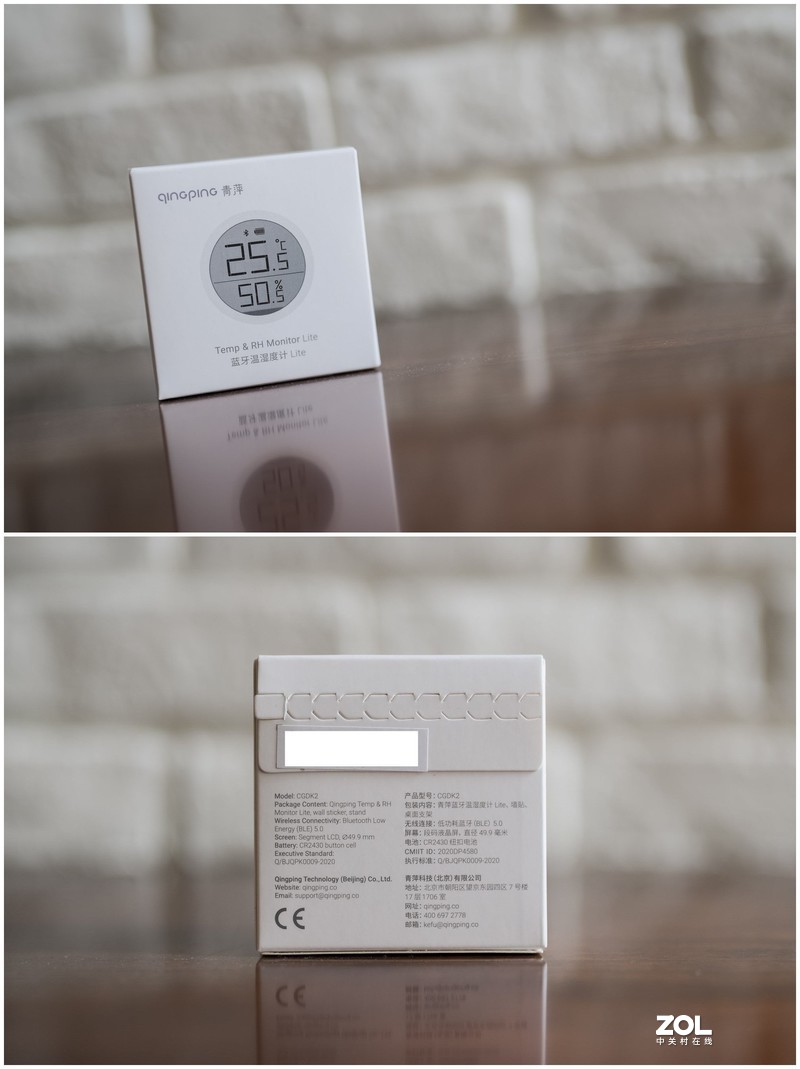 qingping 青萍
25.5 ℃
50.5 %
Temp & RH Monitor Lite
蓝牙温湿度计 Lite
Model: CGDK2
Package Content: Qingping Temp & RH
Monitor Lite, wall sticker, stand
Wireless Connectivity: Bluetooth Low
Energy (BLE) 5.0
Screen: Segment LCD, Ø49.9 mm
Battery: CR2430 button cell
Executive Standard:
Q/BJQPK0009-2020
Qingping Technology (Beijing) Co., Ltd.
Website: qingping.co
Email: support@qingping.co
CE
产品型号：CGDK2
包装内容：青萍蓝牙温湿度计 Lite、墙贴、
桌面支架
无线连接：低功耗蓝牙 (BLE) 5.0
屏幕：段码液晶屏，直径 49.9 毫米
电池：CR2430 纽扣电池
CMIIT ID：2020DP4580
执行标准：Q/BJQPK0009-2020
青萍科技（北京）有限公司
地址：北京市朝阳区望京东园四区 7 号楼
17 层 1706 室
网址：qingping.co
电话：400 697 2778
邮箱：kefu@qingping.co
ZOL
中关村在线